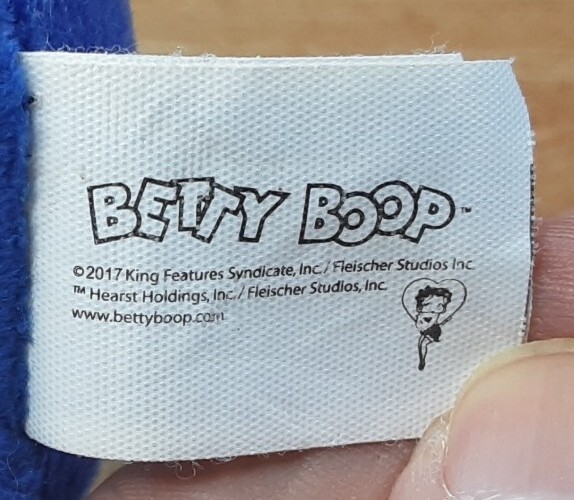 BETTY BOOP™
©2017 King Features Syndicate, Inc./Fleischer Studios Inc.
™ Hearst Holdings, Inc./Fleischer Studios, Inc.
www.bettyboop.com